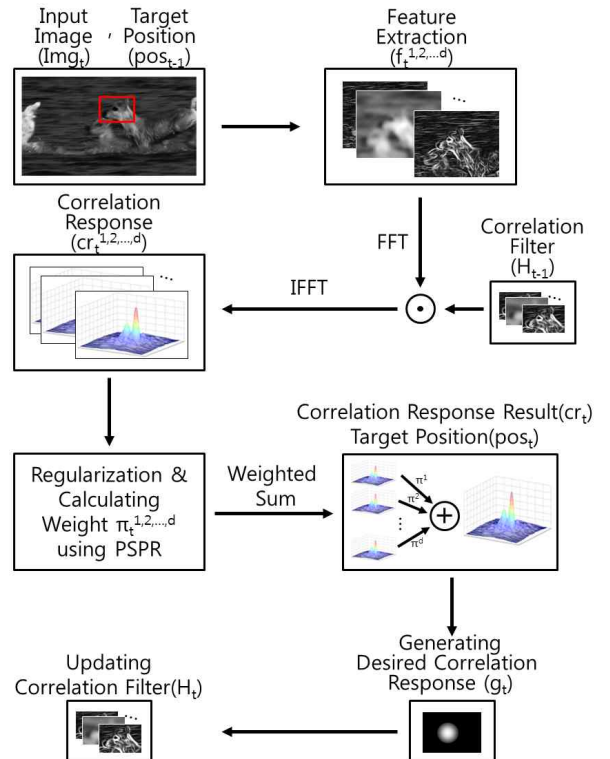 Input
Image
(Img_t)
,
Target
Position
(pos_{t-1})
Feature
Extraction
(f_t^{1,2,...d})
...
Correlation
Response
(cr_t^{1,2,...,d})
...
FFT
IFFT
Correlation
Filter
(H_{t-1})
...
Regularization &
Calculating
Weight π_t^{1,2,...,d}
using PSPR
Weighted
Sum
Correlation Response Result(cr_t)
Target Position(pos_t)
π^1
π^2
⋮
π^d
Generating
Desired Correlation
Response (g_t)
Updating
Correlation Filter(H_t)
...